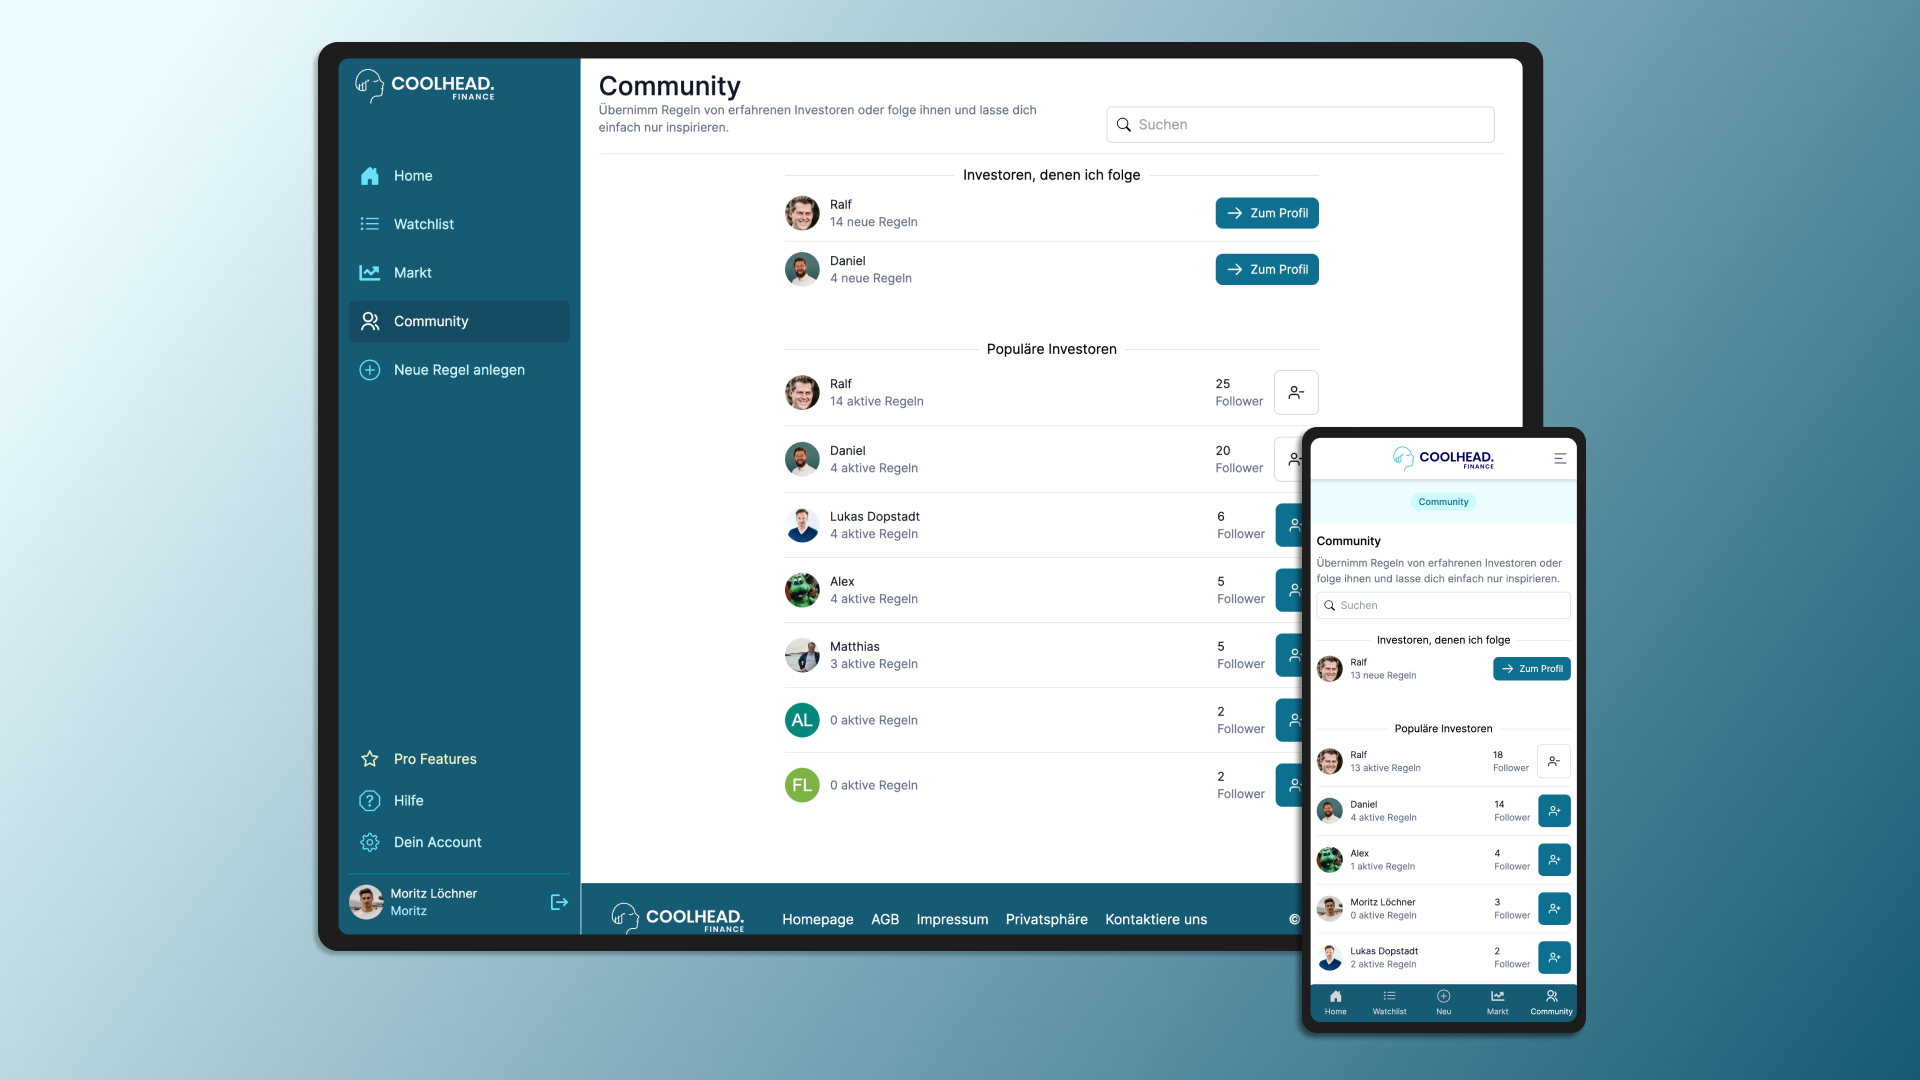 COOLHEAD.
FINANCE
Home
Watchlist
Markt
Community
Neue Regel anlegen
Pro Features
Hilfe
Dein Account
Moritz Löchner
Moritz
Community
Übernimm Regeln von erfahrenen Investoren oder folge ihnen und lasse dich
einfach nur inspirieren.
Suchen
Investoren, denen ich folge
Ralf
14 neue Regeln
Zum Profil
Daniel
4 neue Regeln
Zum Profil
Populäre Investoren
Ralf
14 aktive Regeln
25
Follower
Daniel
4 aktive Regeln
20
Follower
Lukas Dopstadt
4 aktive Regeln
6
Follower
Alex
4 aktive Regeln
5
Follower
Matthias
3 aktive Regeln
5
Follower
AL
0 aktive Regeln
2
Follower
FL
0 aktive Regeln
2
Follower
COOLHEAD.
FINANCE
Homepage AGB Impressum Privatsphäre Kontaktiere uns ©
COOLHEAD.
FINANCE
Community
Community
Übernimm Regeln von erfahrenen Investoren oder
folge ihnen und lasse dich einfach nur inspirieren.
Suchen
Investoren, denen ich folge
Ralf
13 neue Regeln
Zum Profil
Populäre Investoren
Ralf
13 aktive Regeln
18
Follower
Daniel
4 aktive Regeln
14
Follower
Alex
1 aktive Regeln
4
Follower
Moritz Löchner
0 aktive Regeln
3
Follower
Lukas Dopstadt
2 aktive Regeln
2
Follower
Home Watchlist Neu Markt Community